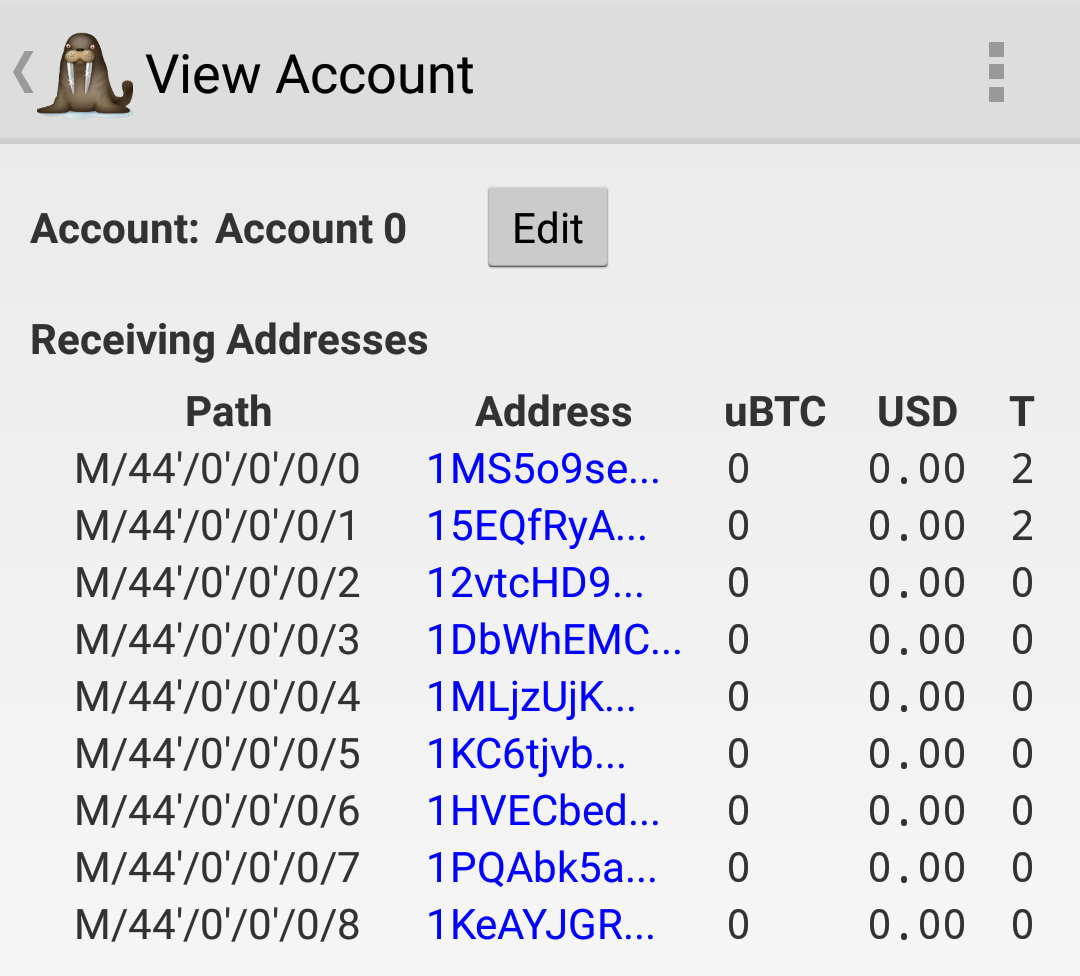 View Account
Account: Account 0 Edit
Receiving Addresses
Path Address uBTC USD T
M/44'/0'/0'/0/0 1MS5o9se... 0 0.00 2
M/44'/0'/0'/0/1 15EQfRyA... 0 0.00 2
M/44'/0'/0'/0/2 12vtcHD9... 0 0.00 0
M/44'/0'/0'/0/3 1DbWhEMC... 0 0.00 0
M/44'/0'/0'/0/4 1MLjzUjK... 0 0.00 0
M/44'/0'/0'/0/5 1KC6tjvb... 0 0.00 0
M/44'/0'/0'/0/6 1HVECbed... 0 0.00 0
M/44'/0'/0'/0/7 1PQAbk5a... 0 0.00 0
M/44'/0'/0'/0/8 1KeAYJGR... 0 0.00 0